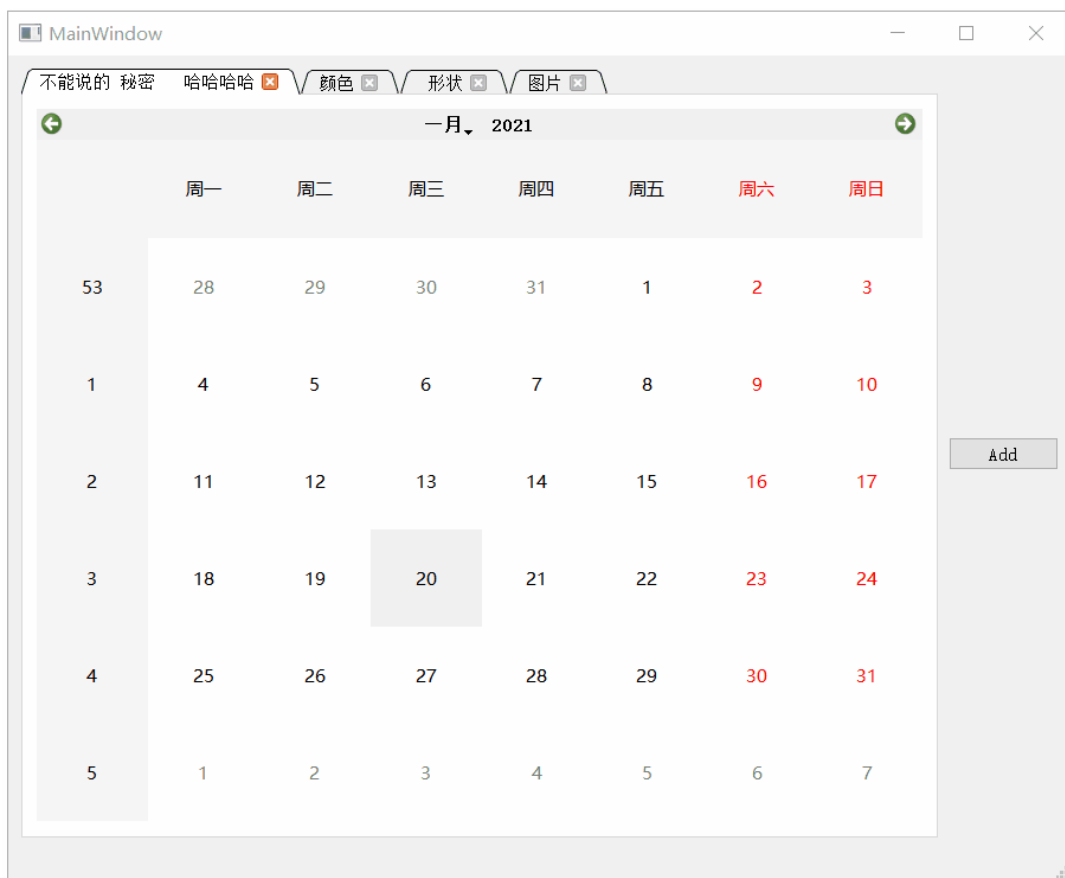 MainWindow
不能说的 秘密 哈哈哈哈 颜色 形状 图片
一月 2021
周一 周二 周三 周四 周五 周六 周日
53 28 29 30 31 1 2 3
1 4 5 6 7 8 9 10
2 11 12 13 14 15 16 17
3 18 19 20 21 22 23 24
4 25 26 27 28 29 30 31
5 1 2 3 4 5 6 7
Add